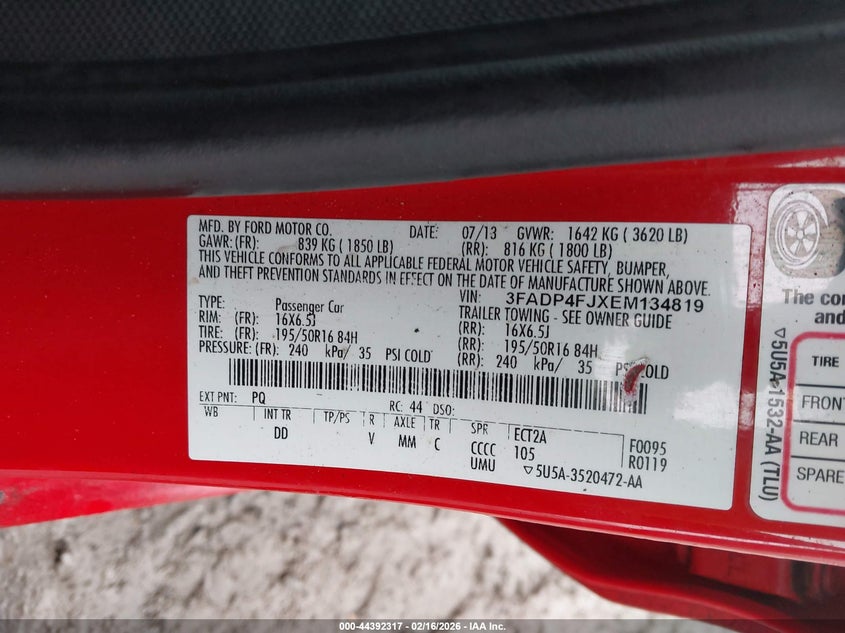 MFD. BY FORD MOTOR CO. DATE: 07/13 GVWR: 1642 KG ( 3620 LB)
GAWR: (FR): 839 KG ( 1850 LB) (RR): 816 KG ( 1800 LB)
THIS VEHICLE CONFORMS TO ALL APPLICABLE FEDERAL MOTOR VEHICLE SAFETY, BUMPER,
AND THEFT PREVENTION STANDARDS IN EFFECT ON THE DATE OF MANUFACTURE SHOWN ABOVE.
VIN: 3FADP4FJXEM134819
TYPE: Passenger Car TRAILER TOWING - SEE OWNER GUIDE
RIM: (FR): 16X6.5J (RR): 16X6.5J
TIRE: (FR): 195/50R16 84H (RR): 195/50R16 84H
PRESSURE: (FR): 240 kPa/ 35 PSI COLD (RR): 240 kPa/ 35 PSI COLD
EXT PNT: PQ RC: 44 DSO:
WB INT TR TP/PS R AXLE TR SPR ECT2A
DD V MM C CCCC 105 F0095
UMU R0119
▽5U5A-3520472-AA
The co
▽5U5A-1532-AA (TLU)
TIRE
FRONT
REAR
SPARE
000-44392317 - 02/16/2026 - IAA Inc.